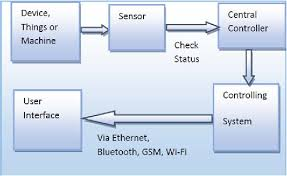 Device,
Things or
Machine
Sensor
Central
Controller
Check
Status
User
Interface
Controlling
System
Via Ethernet,
Bluetooth, GSM, Wi-Fi